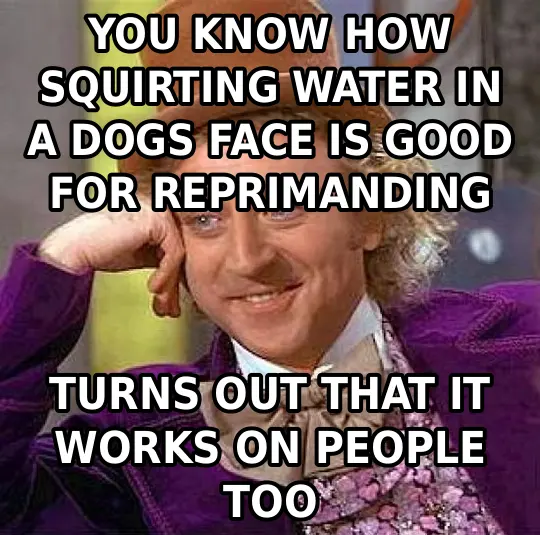 YOU KNOW HOW
SQUIRTING WATER IN
A DOGS FACE IS GOOD
FOR REPRIMANDING
TURNS OUT THAT IT
WORKS ON PEOPLE
TOO